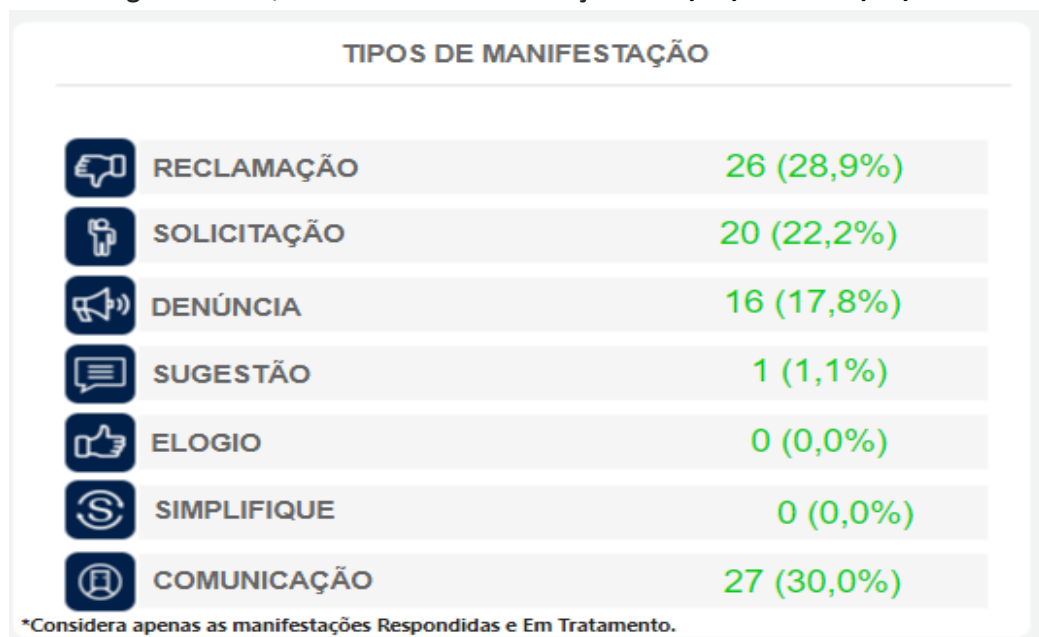 TIPOS DE MANIFESTAÇÃO
RECLAMAÇÃO 26 (28,9%)
SOLICITAÇÃO 20 (22,2%)
DENÚNCIA 16 (17,8%)
SUGESTÃO 1 (1,1%)
ELOGIO 0 (0,0%)
SIMPLIFIQUE 0 (0,0%)
COMUNICAÇÃO 27 (30,0%)
*Considera apenas as manifestações Respondidas e Em Tratamento.